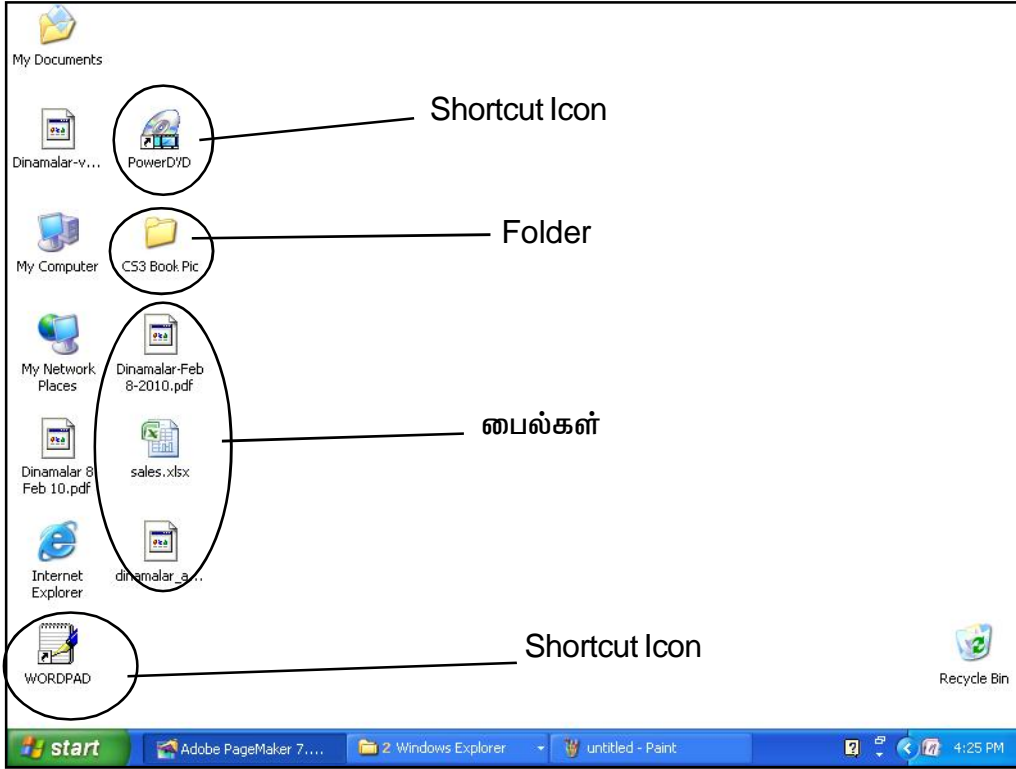 My Documents
Dinamalar-v...
PowerDVD
Shortcut Icon
My Computer
CS3 Book Pic
Folder
My Network
Places
Dinamalar-Feb
8-2010.pdf
பைல்கள்
Dinamalar 8
Feb 10.pdf
sales.xlsx
Internet
Explorer
dinamalar_a...
WORDPAD
Shortcut Icon
Recycle Bin
start
Adobe PageMaker 7....
2 Windows Explorer
untitled - Paint
4:25 PM